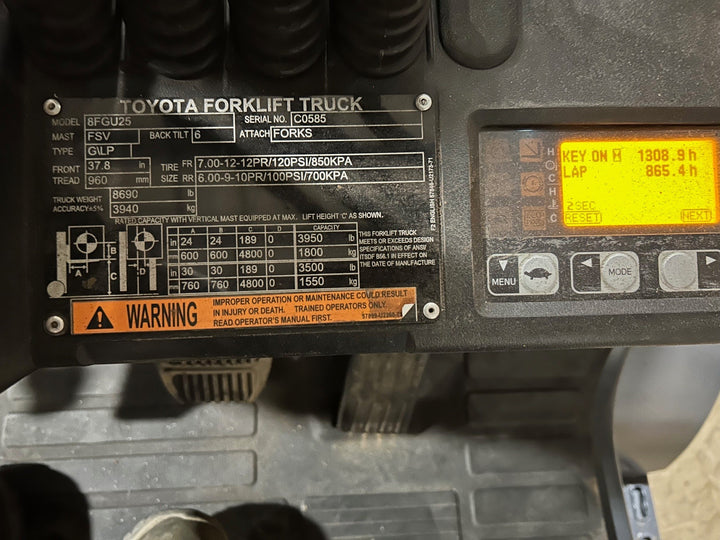 TOYOTA FORKLIFT TRUCK
MODEL 8FGU25 SERIAL NO. C0585
MAST FSV BACK TILT 6 ATTACH FORKS
TYPE G\LP
FRONT TREAD 37.8 in 960 mm
TIRE SIZE FR 7.00-12-12PR/120PSI/850KPA
RR 6.00-9-10PR/100PSI/700KPA
TRUCK WEIGHT 8690 lb
ACCURACY±5% 3940 kg
RATED CAPACITY WITH VERTICAL MAST EQUIPPED AT MAX. LIFT HEIGHT 'C' AS SHOWN.
A B C D CAPACITY
in 24 24 189 0 3950 lb
mm 600 600 4800 0 1800 kg
in 30 30 189 0 3500 lb
mm 760 760 4800 0 1550 kg
A B C D
THIS FORKLIFT TRUCK
MEETS OR EXCEEDS DESIGN
SPECIFICATIONS OF ANSI
ITSDF B56.1 IN EFFECT ON
THE DATE OF MANUFACTURE
WARNING
IMPROPER OPERATION OR MAINTENANCE COULD RESULT
IN INJURY OR DEATH. TRAINED OPERATORS ONLY.
READ OPERATOR'S MANUAL FIRST.
KEY ON H 1308.9 h
LAP 865.4 h
2SEC
RESET NEXT
H
C
H
C
MENU MODE